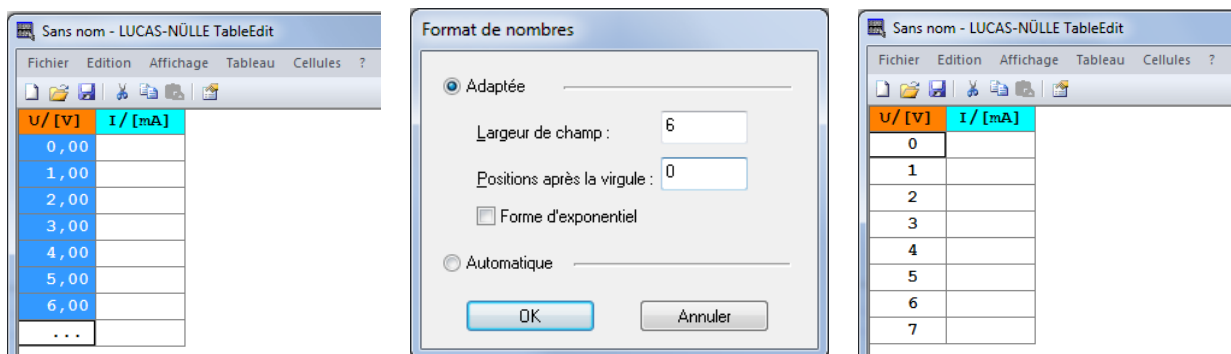 Sans nom - LUCAS-NÜLLE TableEdit
Fichier Edition Affichage Tableau Cellules ?
U/[V] I/[mA]
0,00
1,00
2,00
3,00
4,00
5,00
6,00
...
Format de nombres
Adaptée
Largeur de champ : 6
Positions après la virgule : 0
Forme d'exponentiel
Automatique
OK Annuler
Sans nom - LUCAS-NÜLLE TableEdit
Fichier Edition Affichage Tableau Cellules ?
U/[V] I/[mA]
0
1
2
3
4
5
6
7